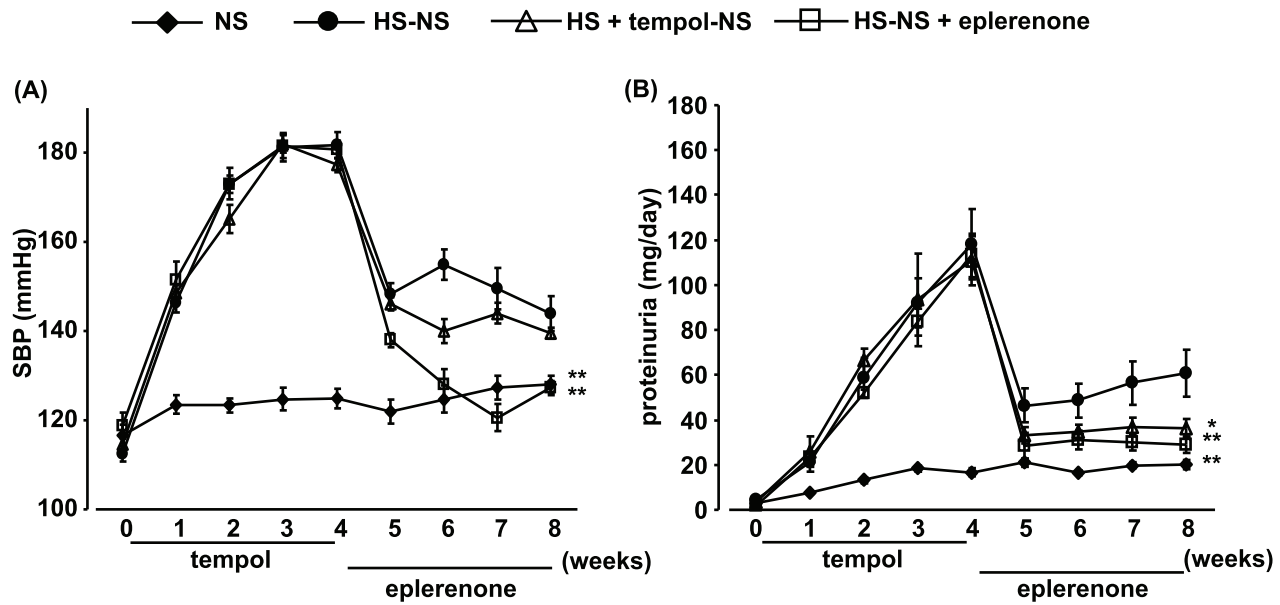 NS HS-NS HS + tempol-NS HS-NS + eplerenone
(A)
SBP (mmHg)
180
160
140
120
100
**
**
0 1 2 3 4 5 6 7 8
tempol
(weeks)
eplerenone
(B)
proteinuria (mg/day)
180
160
140
120
100
80
60
40
20
0
*
**
**
0 1 2 3 4 5 6 7 8
tempol
(weeks)
eplerenone